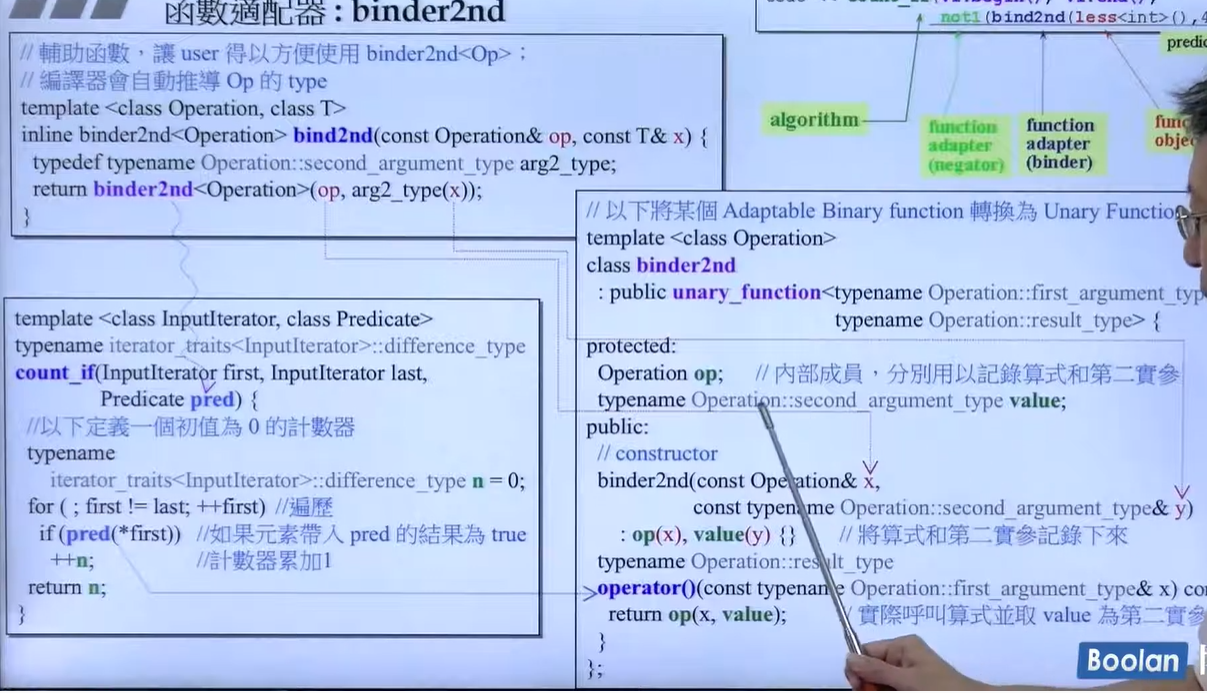 函數適配器 : binder2nd
not1(bind2nd(less<int>(),4
algorithm
function
adapter
(negator)
function
adapter
(binder)
// 輔助函數，讓 user 得以方便使用 binder2nd<Op>；
// 編譯器會自動推導 Op 的 type
template <class Operation, class T>
inline binder2nd<Operation> bind2nd(const Operation& op, const T& x) {
typedef typename Operation::second_argument_type arg2_type;
return binder2nd<Operation>(op, arg2_type(x));
}
template <class InputIterator, class Predicate>
typename iterator_traits<InputIterator>::difference_type
count_if(InputIterator first, InputIterator last,
Predicate pred) {
//以下定義一個初值為 0 的計數器
typename
iterator_traits<InputIterator>::difference_type n = 0;
for ( ; first != last; ++first) //遍歷
if (pred(*first)) //如果元素帶入 pred 的結果為 true
++n; //計數器累加1
return n;
}
// 以下將某個 Adaptable Binary function 轉換為 Unary Functio
template <class Operation>
class binder2nd
: public unary_function<typename Operation::first_argument_typ
typename Operation::result_type> {
protected:
Operation op; // 內部成員，分別用以記錄算式和第二實參
typename Operation::second_argument_type value;
public:
// constructor
binder2nd(const Operation& x,
const typename Operation::second_argument_type& y)
: op(x), value(y) {} // 將算式和第二實參記錄下來
typename Operation::result_type
operator()(const typename Operation::first_argument_type& x) co
return op(x, value); // 實際呼叫算式並取 value 為第二實參
}
};
Boolan